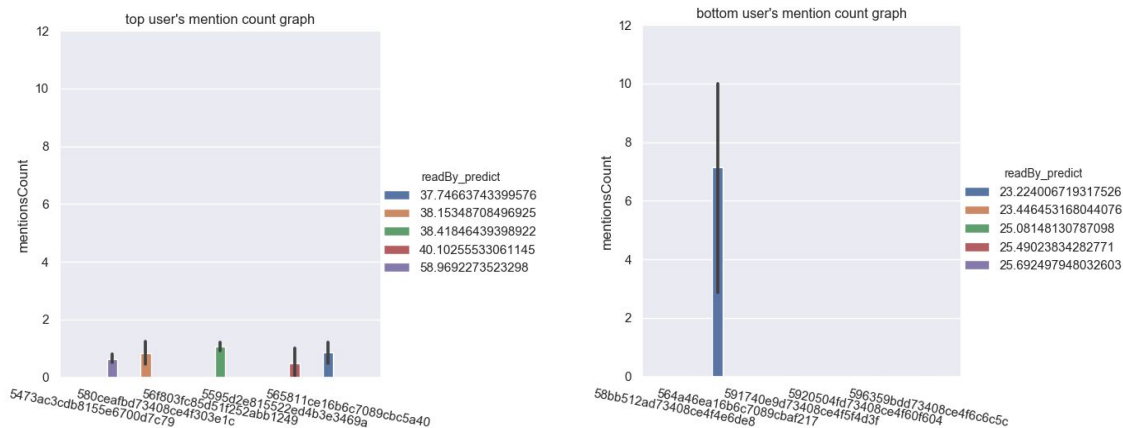 top user's mention count graph
12
10
8
6
4
2
0
mentionsCount
5473ac3cdb8155e6700d7c79
580ceafbd73408ce4f303e1c
56f803fc85d51f252abb1249
5595d2e815522ed4b3e3469a
565811ce16b6c7089cbc5a40
readBy_predict
37.74663743399576
38.15348708496925
38.41846439398922
40.10255533061145
58.9692273523298
bottom user's mention count graph
12
10
8
6
4
2
0
mentionsCount
58bb512ad73408ce4f4e6de8
564a46ea16b6c7089cbaf217
591740e9d73408ce4f5f4d3f
5920504fd73408ce4f60f604
596359bdd73408ce4f6c6c5c
readBy_predict
23.224006719317526
23.446453168044076
25.08148130787098
25.49023834282771
25.692497948032603